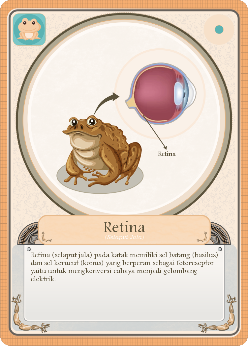 Retina
Retina
Retina (selaput jala) pada katak memiliki sel batang (basilus)
dan sel kerucut (konus) yang berperan sebagai fotoreseptor
yaitu untuk mengkonversi cahaya menjadi gelombang
elektrik